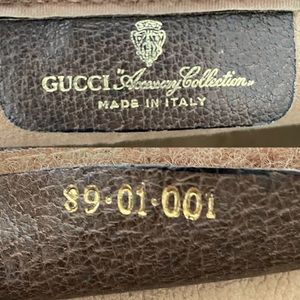 GUCCI "Accessory Collection"
MADE IN ITALY
89·01·001